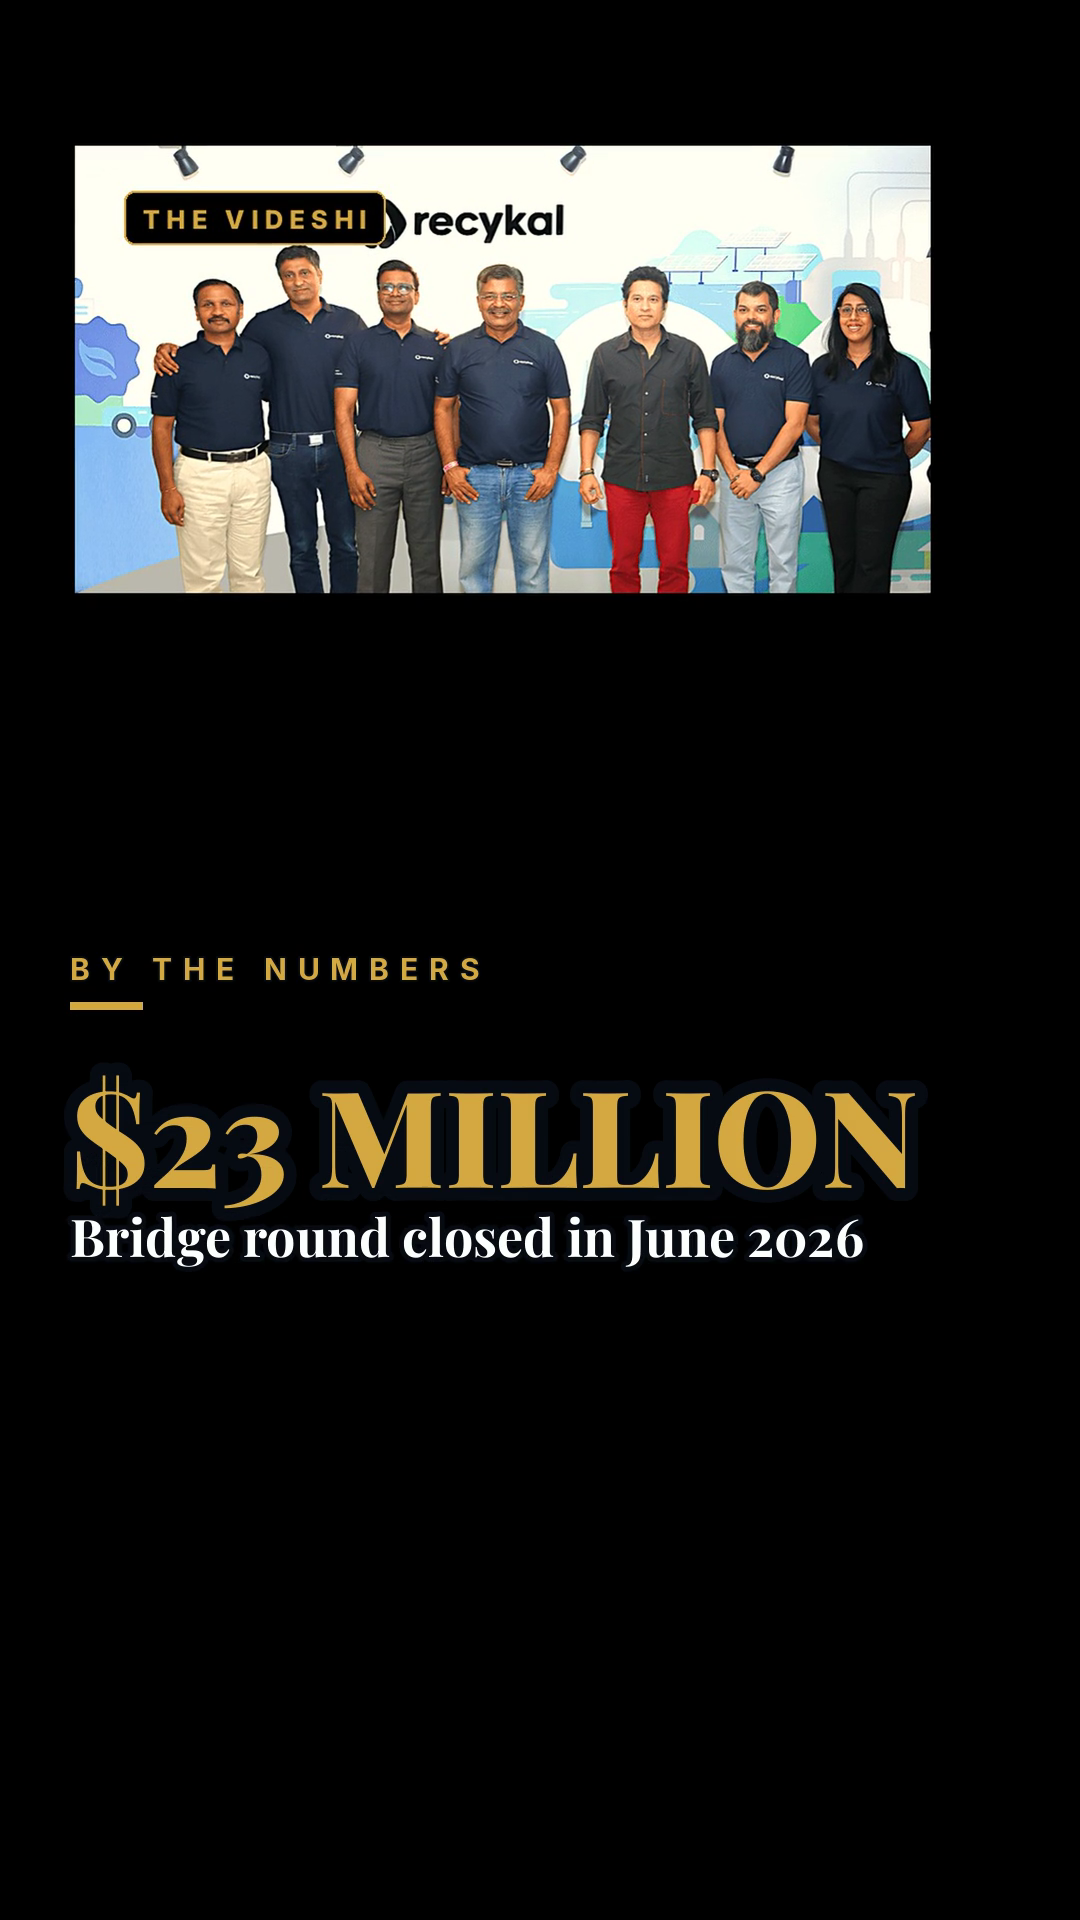 THE VIDESHI
recykal
BY THE NUMBERS
$23 MILLION
Bridge round closed in June 2026